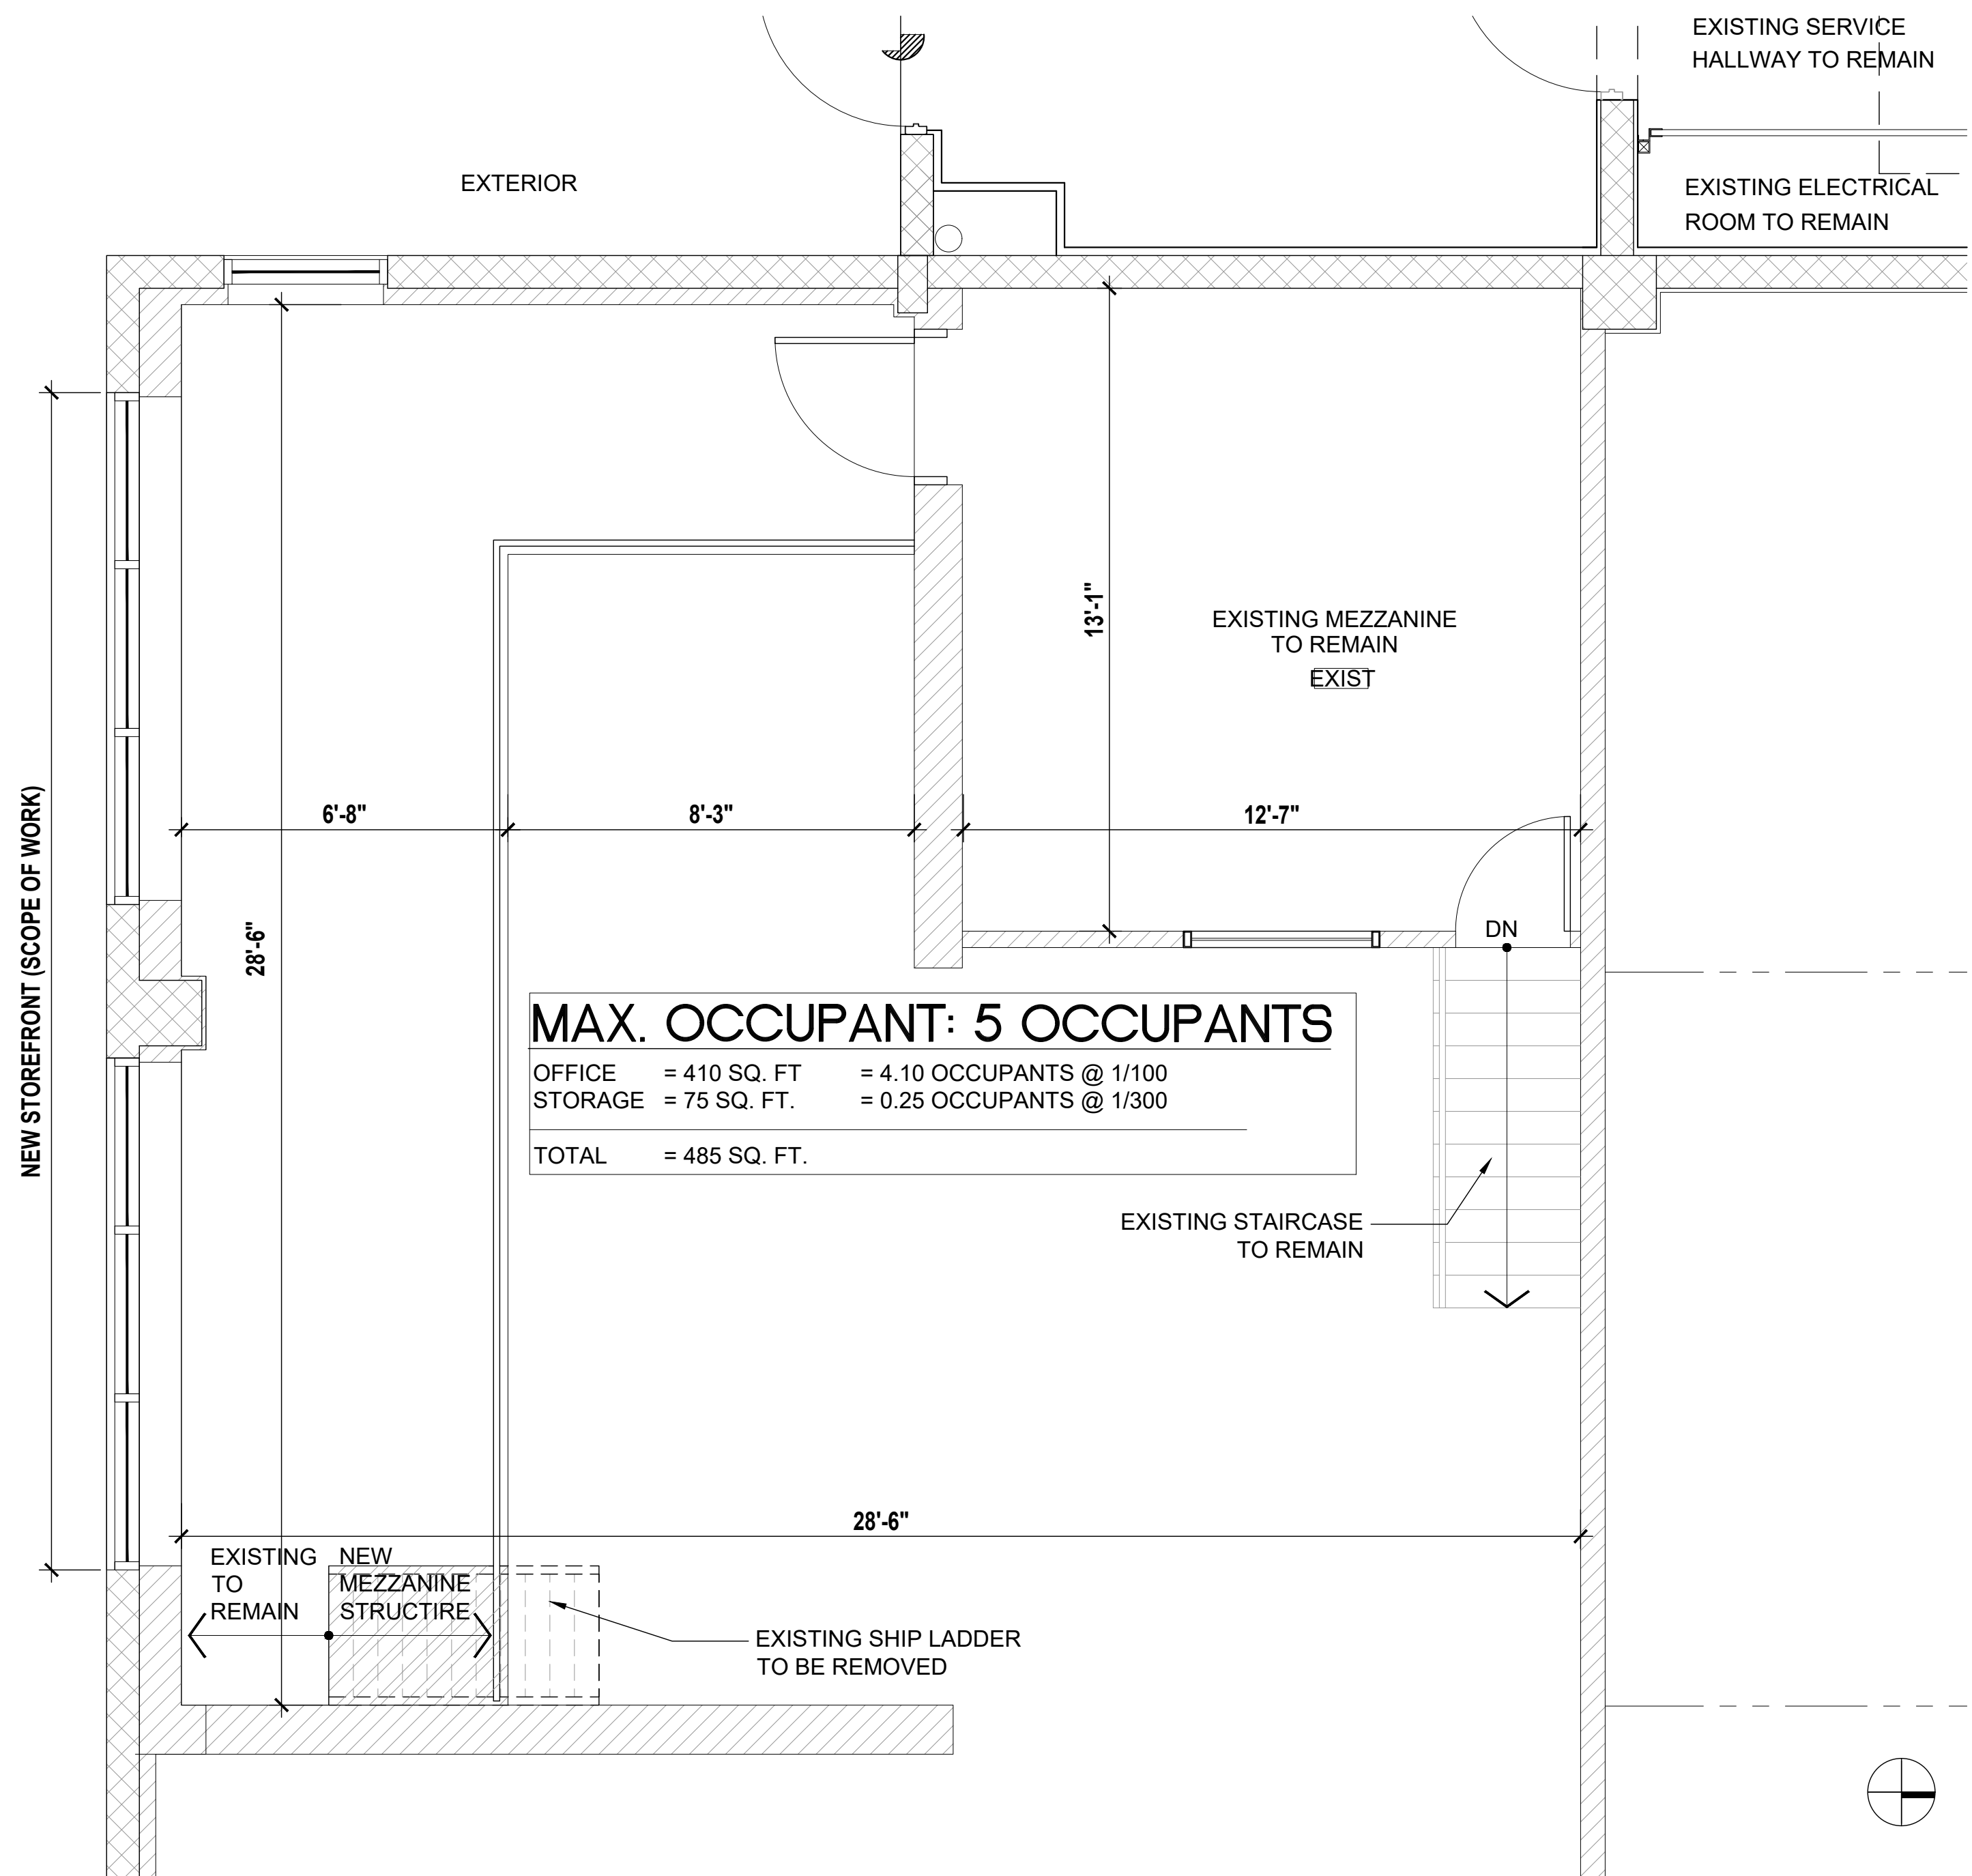 EXISTING SERVICE
HALLWAY TO REMAIN
EXTERIOR
EXISTING ELECTRICAL
ROOM TO REMAIN
13'-1"
EXISTING MEZZANINE
TO REMAIN
EXIST
6'-8"
8'-3"
12'-7"
NEW STOREFRONT (SCOPE OF WORK)
28'-6"
DN
MAX. OCCUPANT: 5 OCCUPANTS
OFFICE = 410 SQ. FT = 4.10 OCCUPANTS @ 1/100
STORAGE = 75 SQ. FT. = 0.25 OCCUPANTS @ 1/300
TOTAL = 485 SQ. FT.
EXISTING STAIRCASE
TO REMAIN
28'-6"
EXISTING
TO
REMAIN
NEW
MEZZANINE
STRUCTIRE
EXISTING SHIP LADDER
TO BE REMOVED